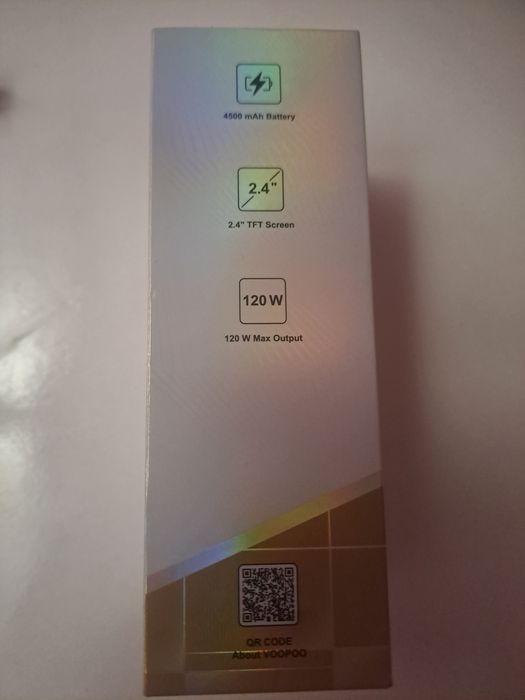 4500 mAh Battery
2.4"
2.4" TFT Screen
120 W
120 W Max Output
QR CODE
About VOOPOO